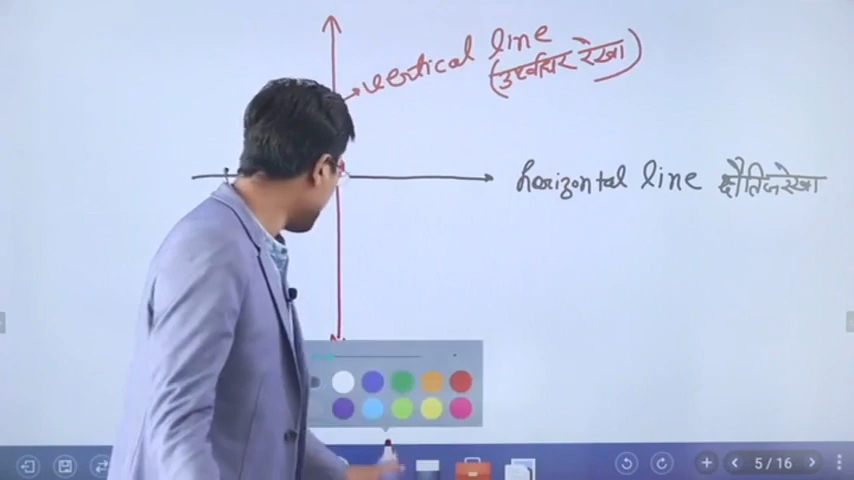 vertical line
(उर्ध्वाधर रेखा)
horizontal line क्षैतिज रेखा
5/16